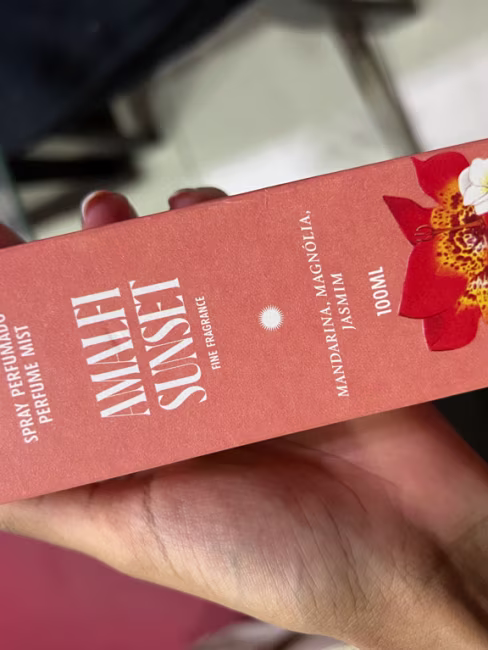 SPRAY PERFUMADO
PERFUME MIST
AMALFI
SUNSET
FINE FRAGRANCE
MANDARINA, MAGNÓLIA,
JASMIM
100ML